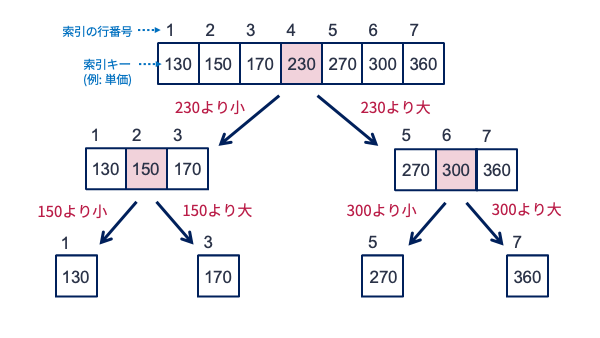 索引の行番号 1 2 3 4 5 6 7
索引キー 130 150 170 230 270 300 360
(例: 単価)
230より小 230より大
1 2 3 5 6 7
130 150 170 270 300 360
150より小 150より大 300より小 300より大
1 3 5 7
130 170 270 360